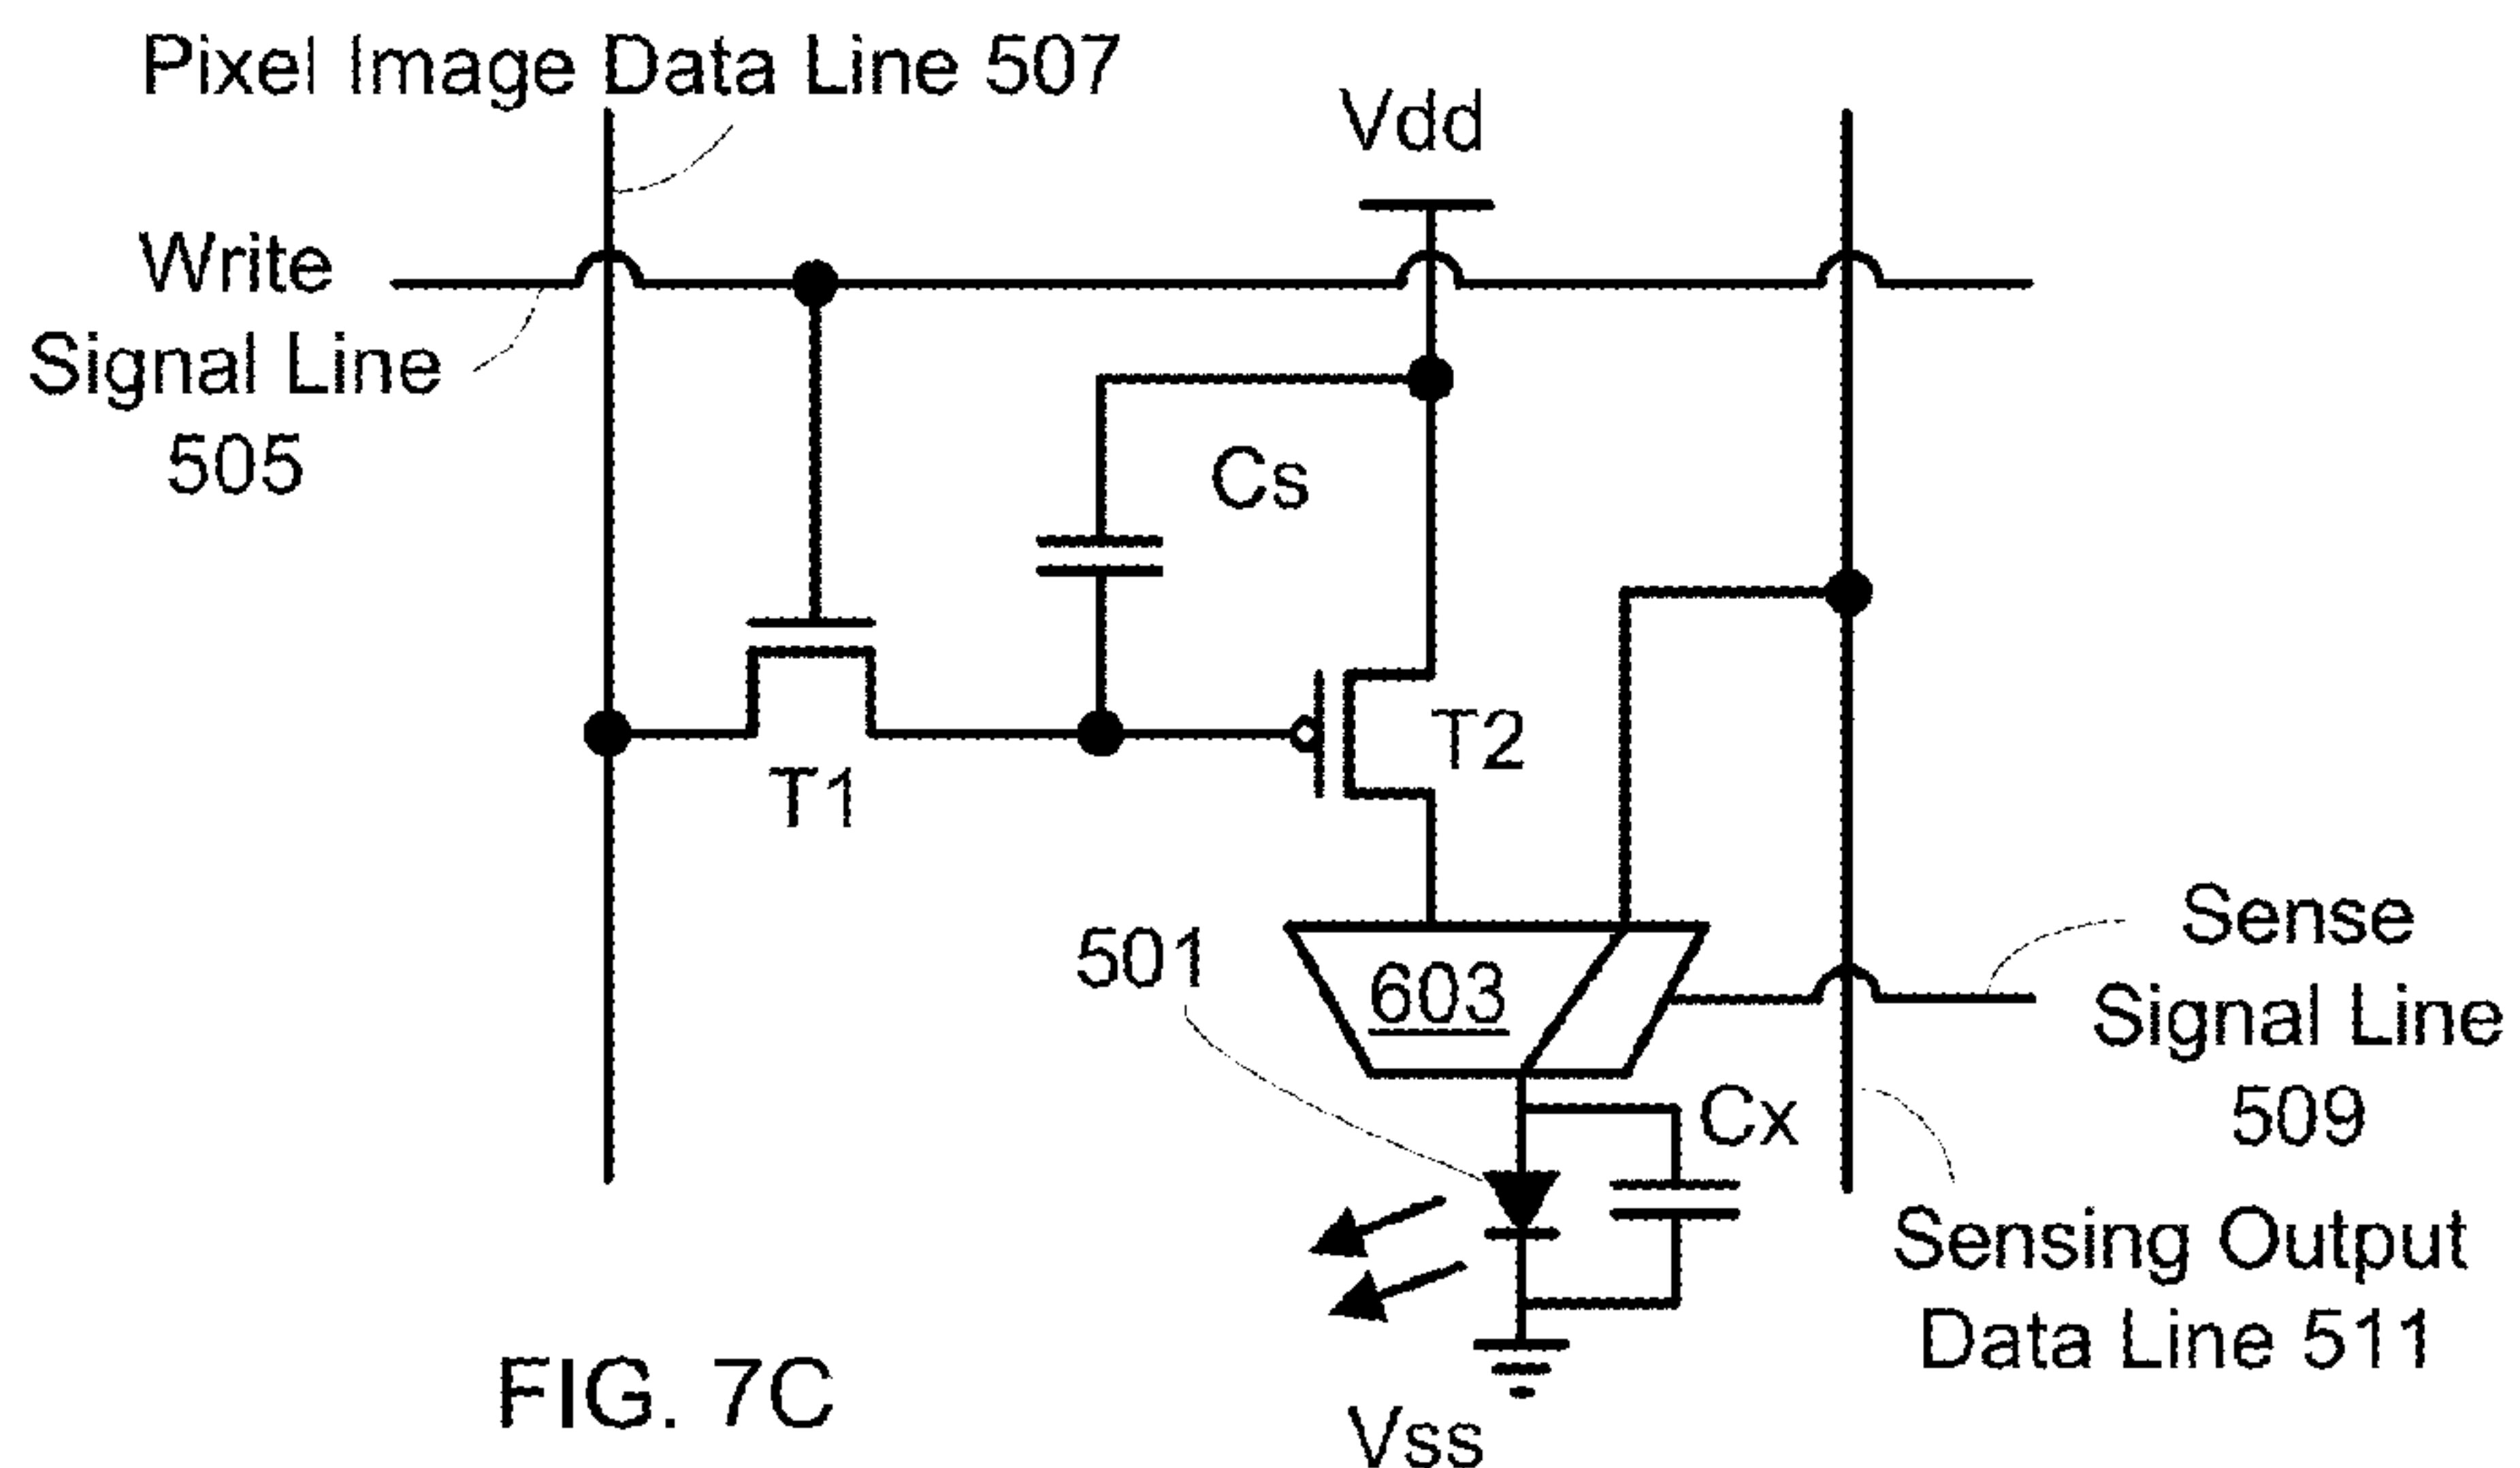 Pixel Image Data Line 507
Vdd
Write
Signal Line
505
Cs
T2
T1
501
603
Sense
Signal Line
509
Cx
Sensing Output
Data Line 511
FIG. 7C
Vss